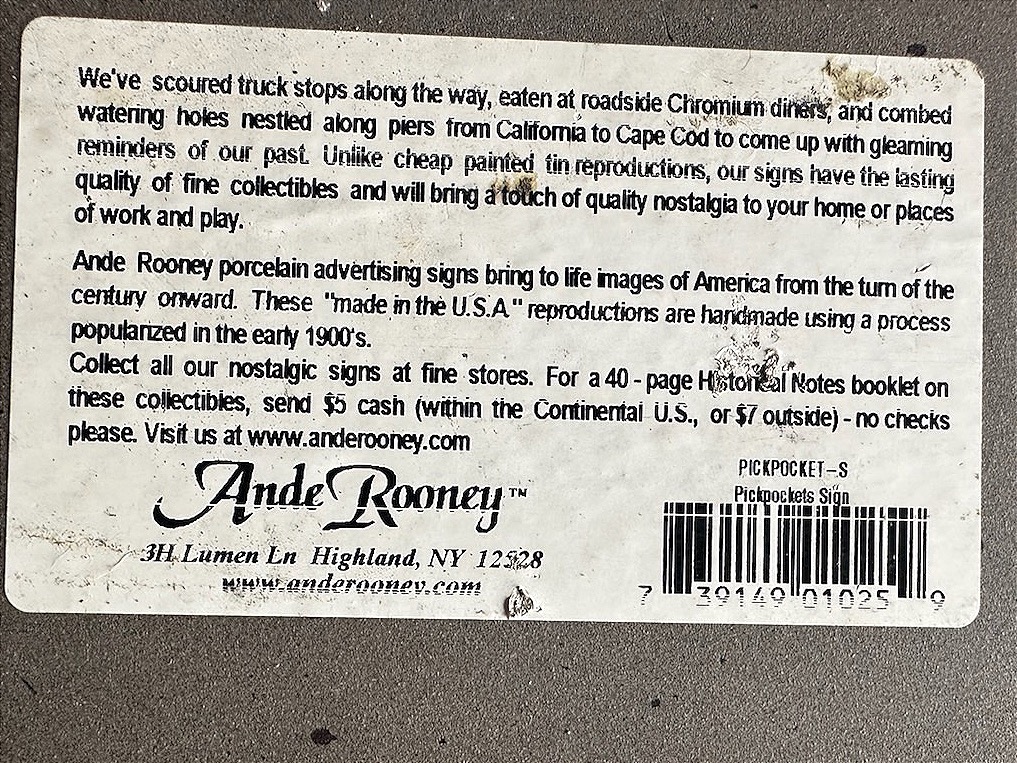 We've scoured truck stops along the way, eaten at roadside Chromium diners, and combed
watering holes nestled along piers from California to Cape Cod to come up with gleaming
reminders of our past. Unlike cheap painted tin reproductions, our signs have the lasting
quality of fine collectibles and will bring a touch of quality nostalgia to your home or places
of work and play.
Ande Rooney porcelain advertising signs bring to life images of America from the turn of the
century onward. These "made in the U.S.A" reproductions are handmade using a process
popularized in the early 1900's.
Collect all our nostalgic signs at fine stores. For a 40 - page Historical Notes booklet on
these collectibles, send $5 cash (within the Continental U.S., or $7 outside) - no checks
please. Visit us at www.anderooney.com
Ande Rooney™
3H Lumen Ln Highland, NY 12528
www.anderooney.com
PICKPOCKET-S
Pickpockets Sign
7 39149 01025 9